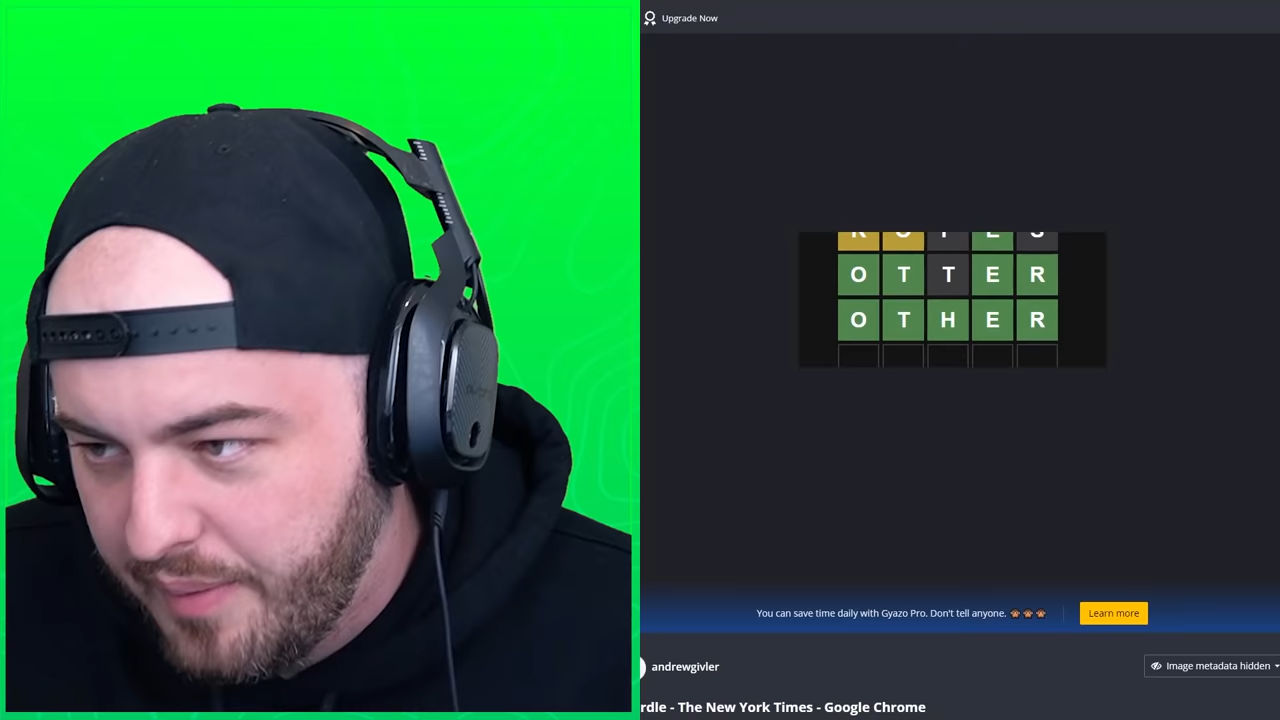 Upgrade Now
O T T E R
O T H E R
You can save time daily with Gyazo Pro. Don't tell anyone. Learn more
andrewgivler
Image metadata hidden
rdle - The New York Times - Google Chrome